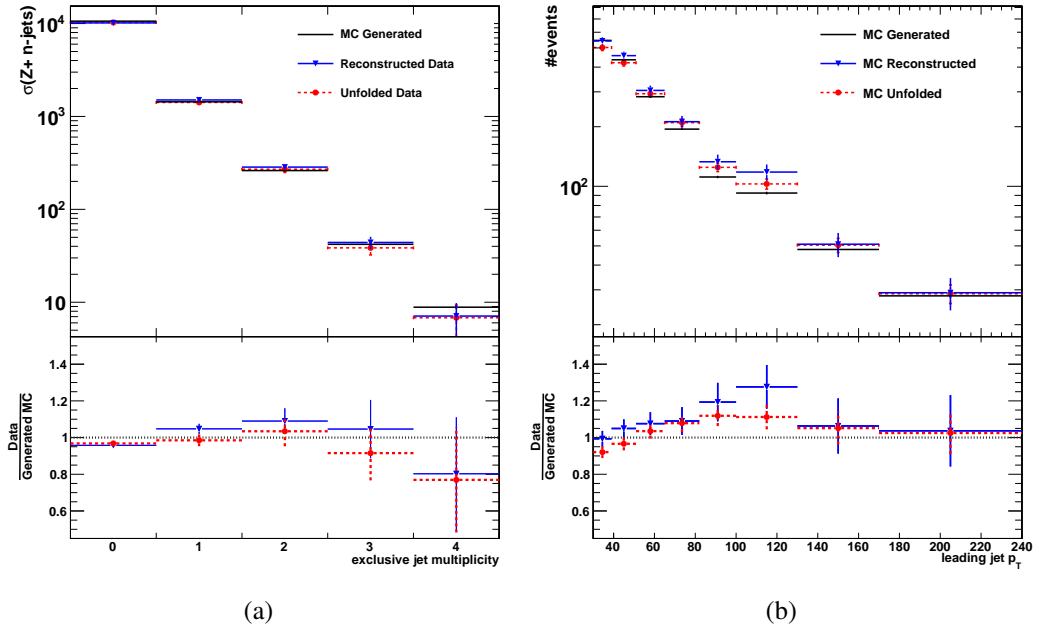 σ(Z+ n-jets)
10^4
10^3
10^2
10
MC Generated
Reconstructed Data
Unfolded Data
Data
Generated MC
1.4
1.2
1
0.8
0.6
0 1 2 3 4
exclusive jet multiplicity
(a)
#events
10^2
MC Generated
MC Reconstructed
MC Unfolded
Data
Generated MC
1.4
1.2
1
0.8
0.6
40 60 80 100 120 140 160 180 200 220 240
leading jet p_T
(b)